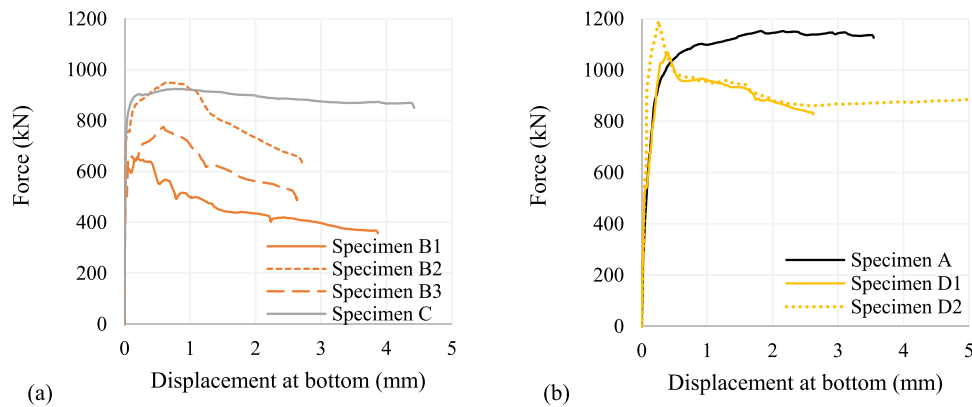 1200
1000
800
600
400
200
0
Force (kN)
Specimen B1
Specimen B2
Specimen B3
Specimen C
0 1 2 3 4 5
(a) Displacement at bottom (mm)
1200
1000
800
600
400
200
0
Force (kN)
Specimen A
Specimen D1
Specimen D2
0 1 2 3 4 5
(b) Displacement at bottom (mm)